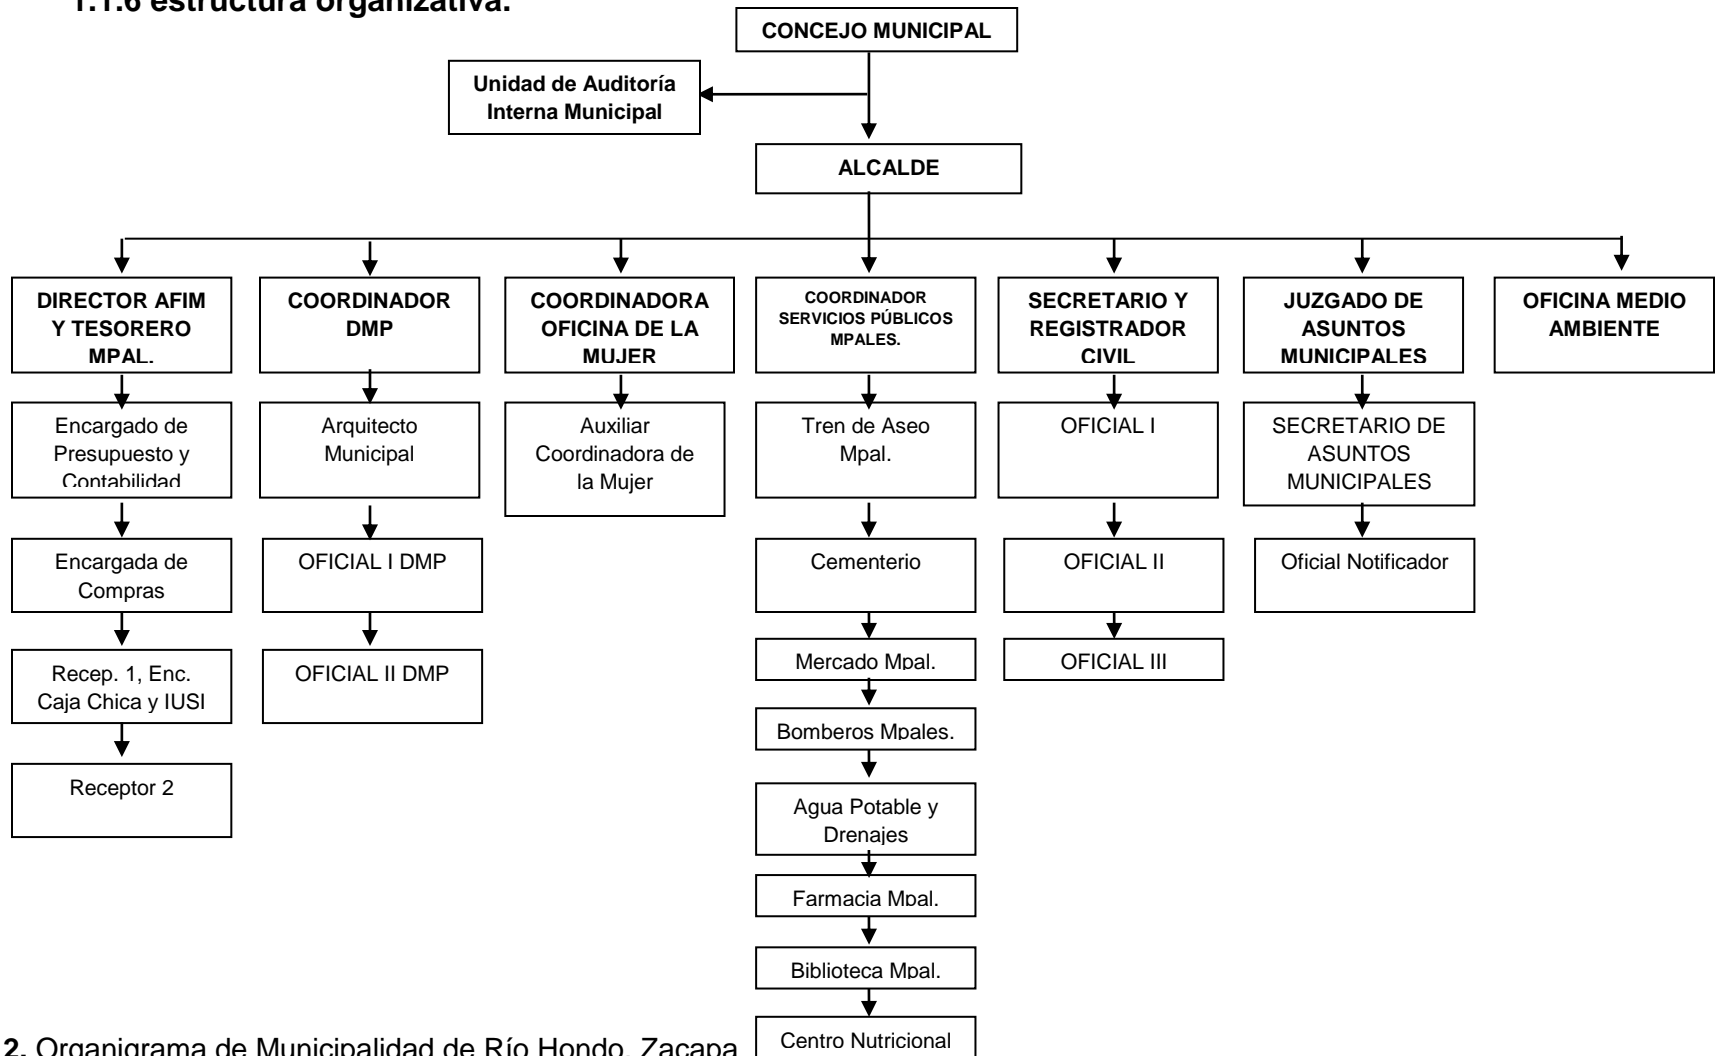 1.1.6 estructura organizativa.
CONCEJO MUNICIPAL
Unidad de Auditoría
Interna Municipal
ALCALDE
DIRECTOR AFIM
Y TESORERO
MPAL.
COORDINADOR
DMP
COORDINADORA
OFICINA DE LA
MUJER
COORDINADOR
SERVICIOS PÚBLICOS
MPALES.
SECRETARIO Y
REGISTRADOR
CIVIL
JUZGADO DE
ASUNTOS
MUNICIPALES
OFICINA MEDIO
AMBIENTE
Encargado de
Presupuesto y
Contabilidad
Arquitecto
Municipal
Auxiliar
Coordinadora de
la Mujer
Tren de Aseo
Mpal.
OFICIAL I
SECRETARIO DE
ASUNTOS
MUNICIPALES
Encargada de
Compras
OFICIAL I DMP
Cementerio
OFICIAL II
Oficial Notificador
Recep. 1, Enc.
Caja Chica y IUSI
OFICIAL II DMP
Mercado Mpal.
OFICIAL III
Receptor 2
Bomberos Mpales.
Agua Potable y
Drenajes
Farmacia Mpal.
Biblioteca Mpal.
Centro Nutricional
2. Organigrama de Municipalidad de Río Hondo, Zacapa